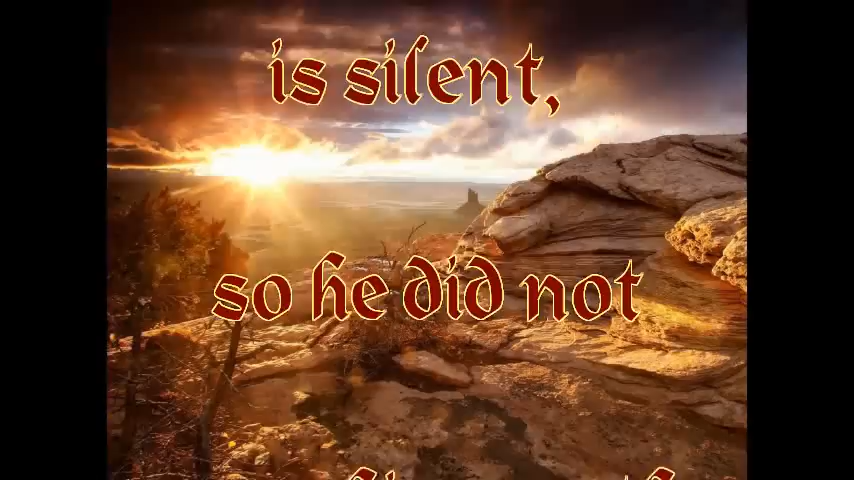 is silent,
so he did not